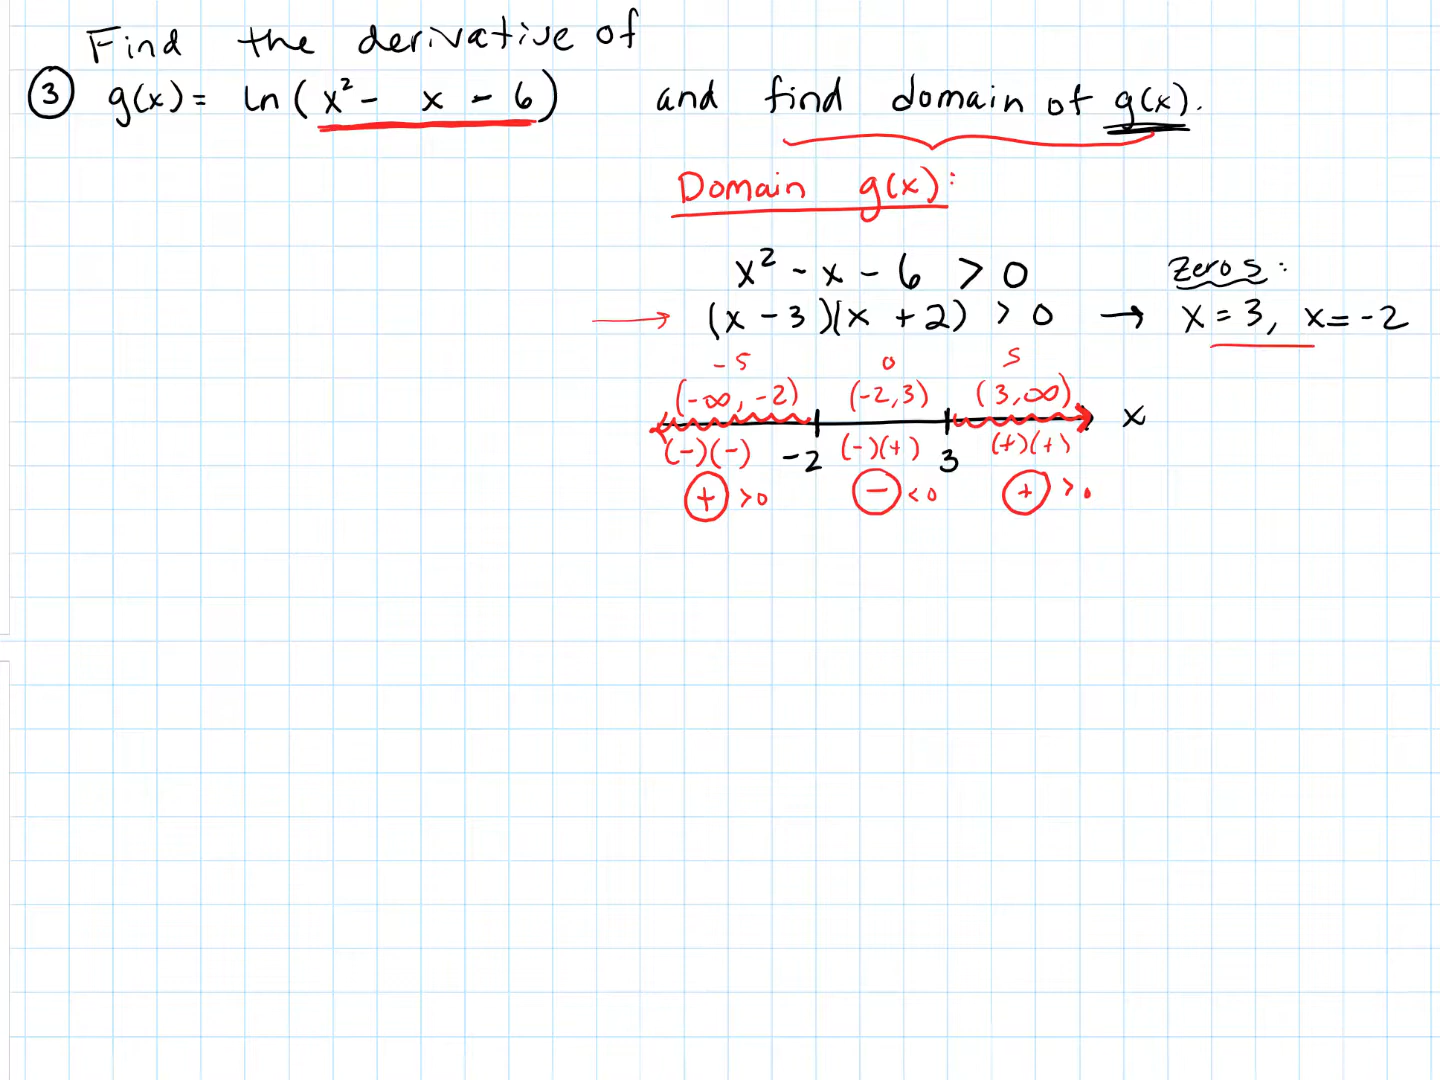 Find the derivative of
③ g(x) = ln(x² - x - 6) and find domain of g(x).
Domain g(x):
x² - x - 6 > 0 Zeros:
(x - 3)(x + 2) > 0 → x = 3, x = -2
-5 0 5
(-∞, -2) (-2,3) (3,∞)
x
(-)(-) -2 (-)(+) 3 (+)(+)
+ >0 - <0 + >0